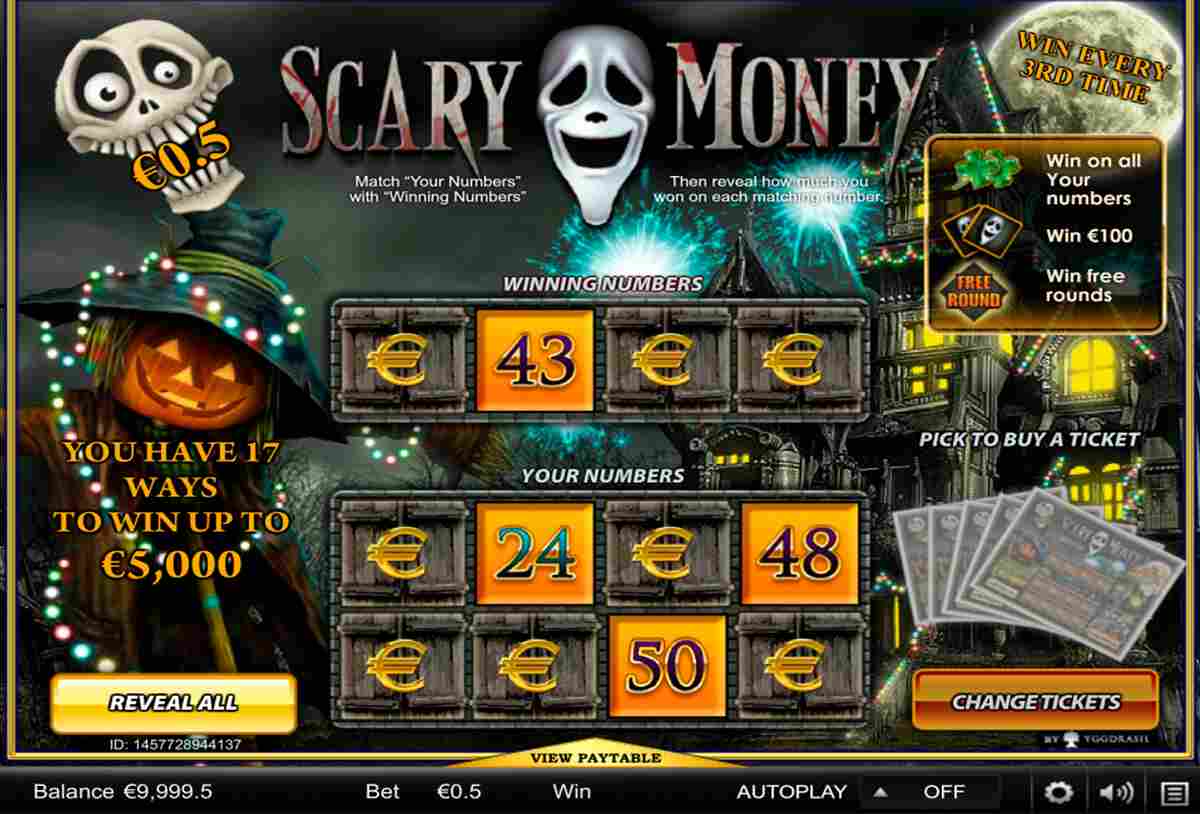 SCARY MONEY
WIN EVERY
3RD TIME
€0.5
Match “Your Numbers”
with “Winning Numbers”
Then reveal how much you
won on each matching number.
Win on all
Your
numbers
Win €100
FREE
ROUND
Win free
rounds
WINNING NUMBERS
€ 43 € €
YOU HAVE 17
WAYS
TO WIN UP TO
€5,000
YOUR NUMBERS
€ 24 € 48
€ € 50 €
PICK TO BUY A TICKET
REVEAL ALL
ID: 1457728944137
CHANGE TICKETS
BY YGGDRASIL
VIEW PAYTABLE
Balance €9,999.5 Bet €0.5 Win AUTOPLAY OFF